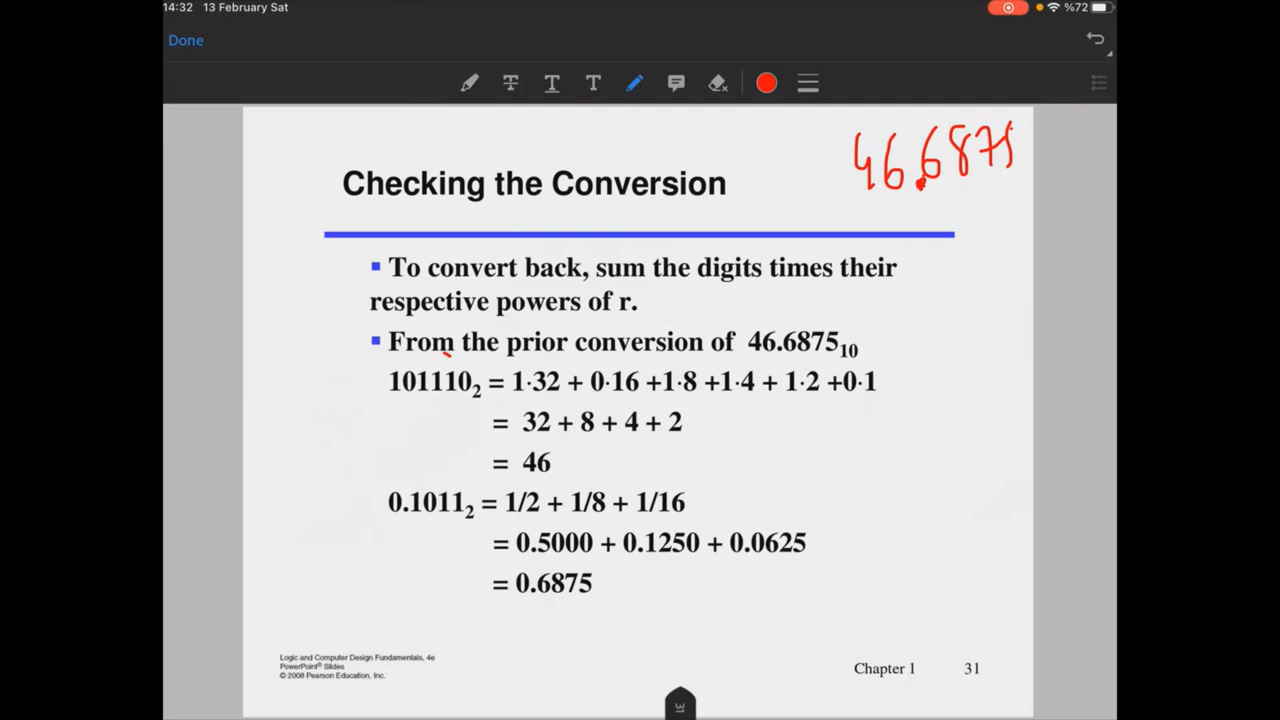 14:32 13 February Sat %72
Done
46.6875
Checking the Conversion
To convert back, sum the digits times their
respective powers of r.
From the prior conversion of 46.6875₁₀
101110₂ = 1·32 + 0·16 +1·8 +1·4 + 1·2 +0·1
= 32 + 8 + 4 + 2
= 46
0.1011₂ = 1/2 + 1/8 + 1/16
= 0.5000 + 0.1250 + 0.0625
= 0.6875
Logic and Computer Design Fundamentals, 4e
PowerPoint® Slides
© 2008 Pearson Education, Inc.
Chapter 1 31
31